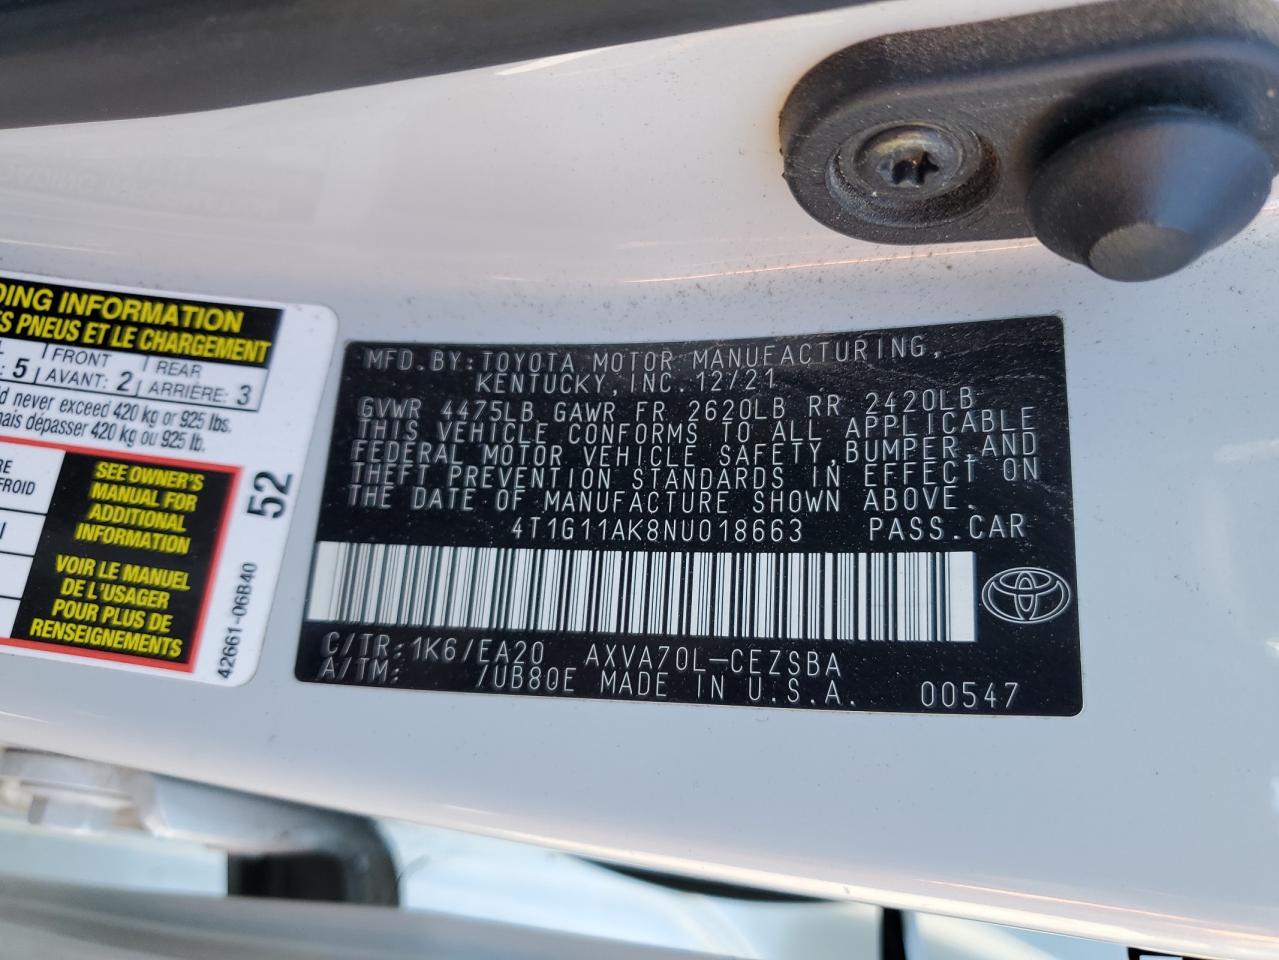 DING INFORMATION
S PNEUS ET LE CHARGEMENT
5 FRONT REAR
AVANT: 2 ARRIÈRE: 3
d never exceed 420 kg or 925 lbs.
mais dépasser 420 kg ou 925 lb.
RE
FROID
SEE OWNER'S
MANUAL FOR
ADDITIONAL
INFORMATION
VOIR LE MANUEL
DE L'USAGER
POUR PLUS DE
RENSEIGNEMENTS
52
42661-06B40
MFD.BY:TOYOTA MOTOR MANUFACTURING,
KENTUCKY,INC.12/21
GVWR 4475LB GAWR FR 2620LB RR 2420LB
THIS VEHICLE CONFORMS TO ALL APPLICABLE
FEDERAL MOTOR VEHICLE SAFETY,BUMPER,AND
THEFT PREVENTION STANDARDS IN EFFECT ON
THE DATE OF MANUFACTURE SHOWN ABOVE.
4T1G11AK8NU018663 PASS.CAR
C/TR:1K6/EA20 AXVA70L-CEZSBA
A/TM: /UB80E MADE IN U.S.A. 00547